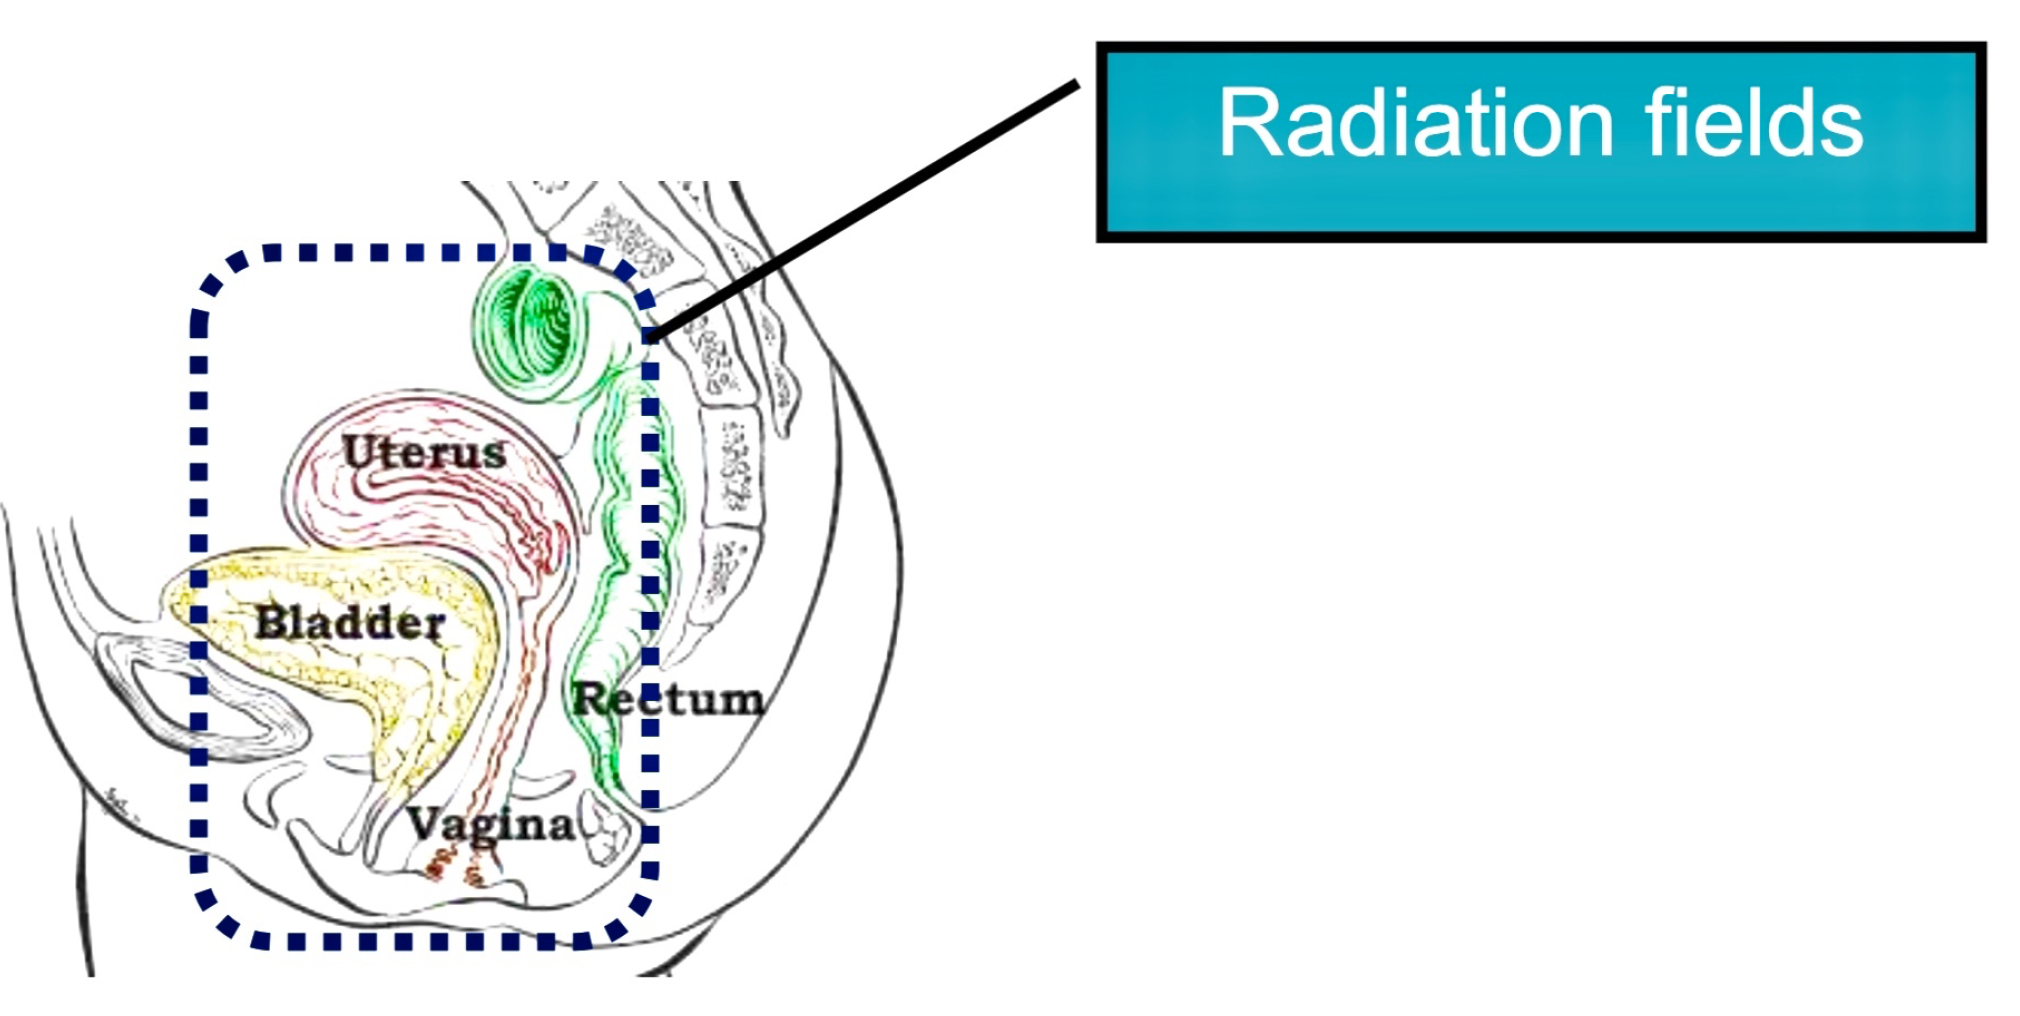 Radiation fields
Uterus
Bladder
Rectum
Vagina